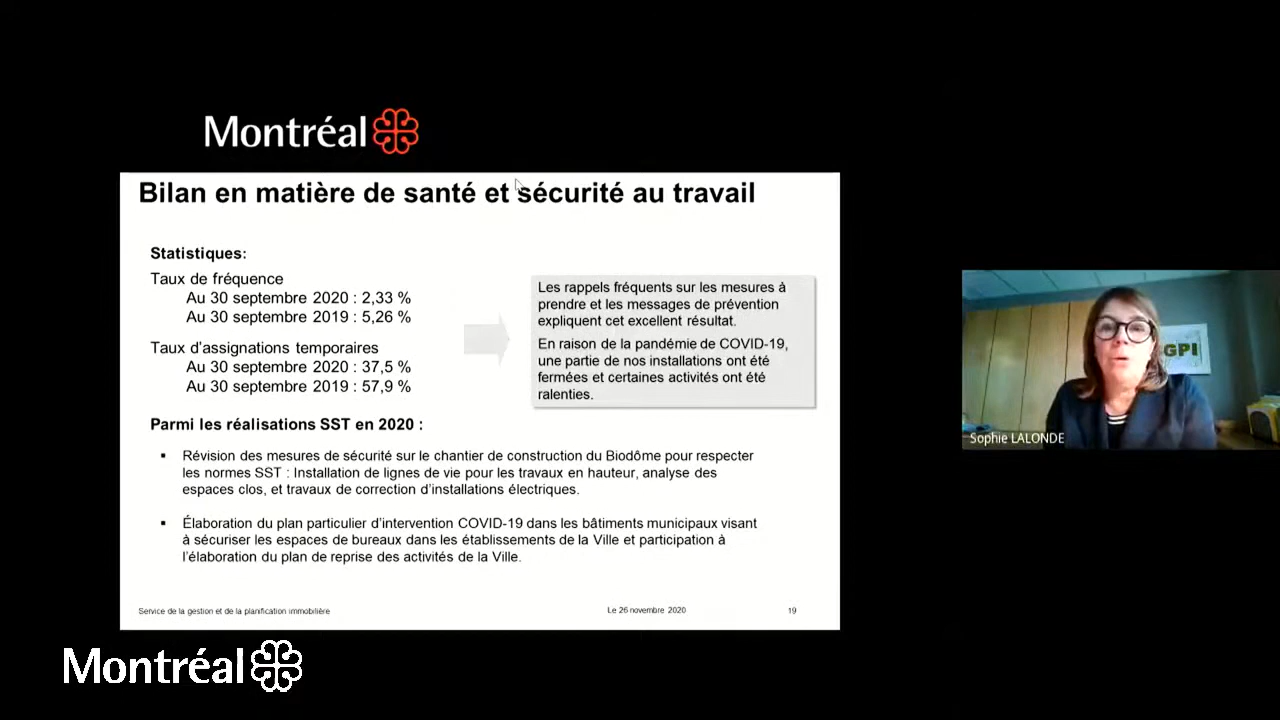 Montréal
Bilan en matière de santé et sécurité au travail
Statistiques:
Taux de fréquence
Au 30 septembre 2020 : 2,33 %
Au 30 septembre 2019 : 5,26 %
Taux d'assignations temporaires
Au 30 septembre 2020 : 37,5 %
Au 30 septembre 2019 : 57,9 %
Les rappels fréquents sur les mesures à
prendre et les messages de prévention
expliquent cet excellent résultat.
En raison de la pandémie de COVID-19,
une partie de nos installations ont été
fermées et certaines activités ont été
ralenties.
Parmi les réalisations SST en 2020 :
▪ Révision des mesures de sécurité sur le chantier de construction du Biodôme pour respecter
les normes SST : Installation de lignes de vie pour les travaux en hauteur, analyse des
espaces clos, et travaux de correction d'installations électriques.
▪ Élaboration du plan particulier d'intervention COVID-19 dans les bâtiments municipaux visant
à sécuriser les espaces de bureaux dans les établissements de la Ville et participation à
l'élaboration du plan de reprise des activités de la Ville.
Service de la gestion et de la planification immobilière
Le 26 novembre 2020
19
GPI
Sophie LALONDE
Montréal